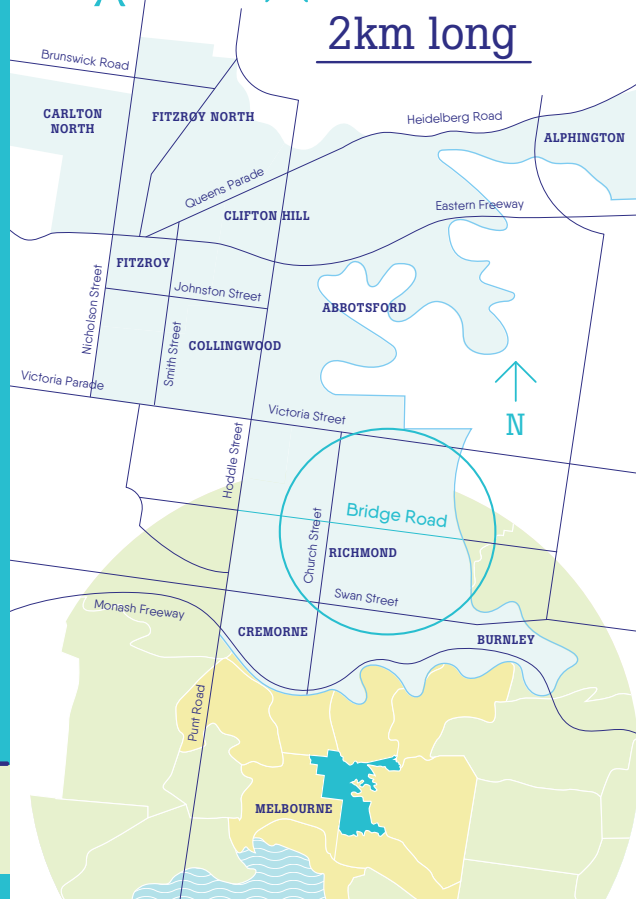 2km long
Brunswick Road
CARLTON
NORTH
FITZROY NORTH
Heidelberg Road
ALPHINGTON
Queens Parade
CLIFTON HILL
Eastern Freeway
FITZROY
Nicholson Street
Johnston Street
ABBOTSFORD
Smith Street
COLLINGWOOD
Victoria Parade
Victoria Street
N
Hoddle Street
Bridge Road
Church Street
RICHMOND
Swan Street
Monash Freeway
CREMORNE
BURNLEY
Punt Road
MELBOURNE